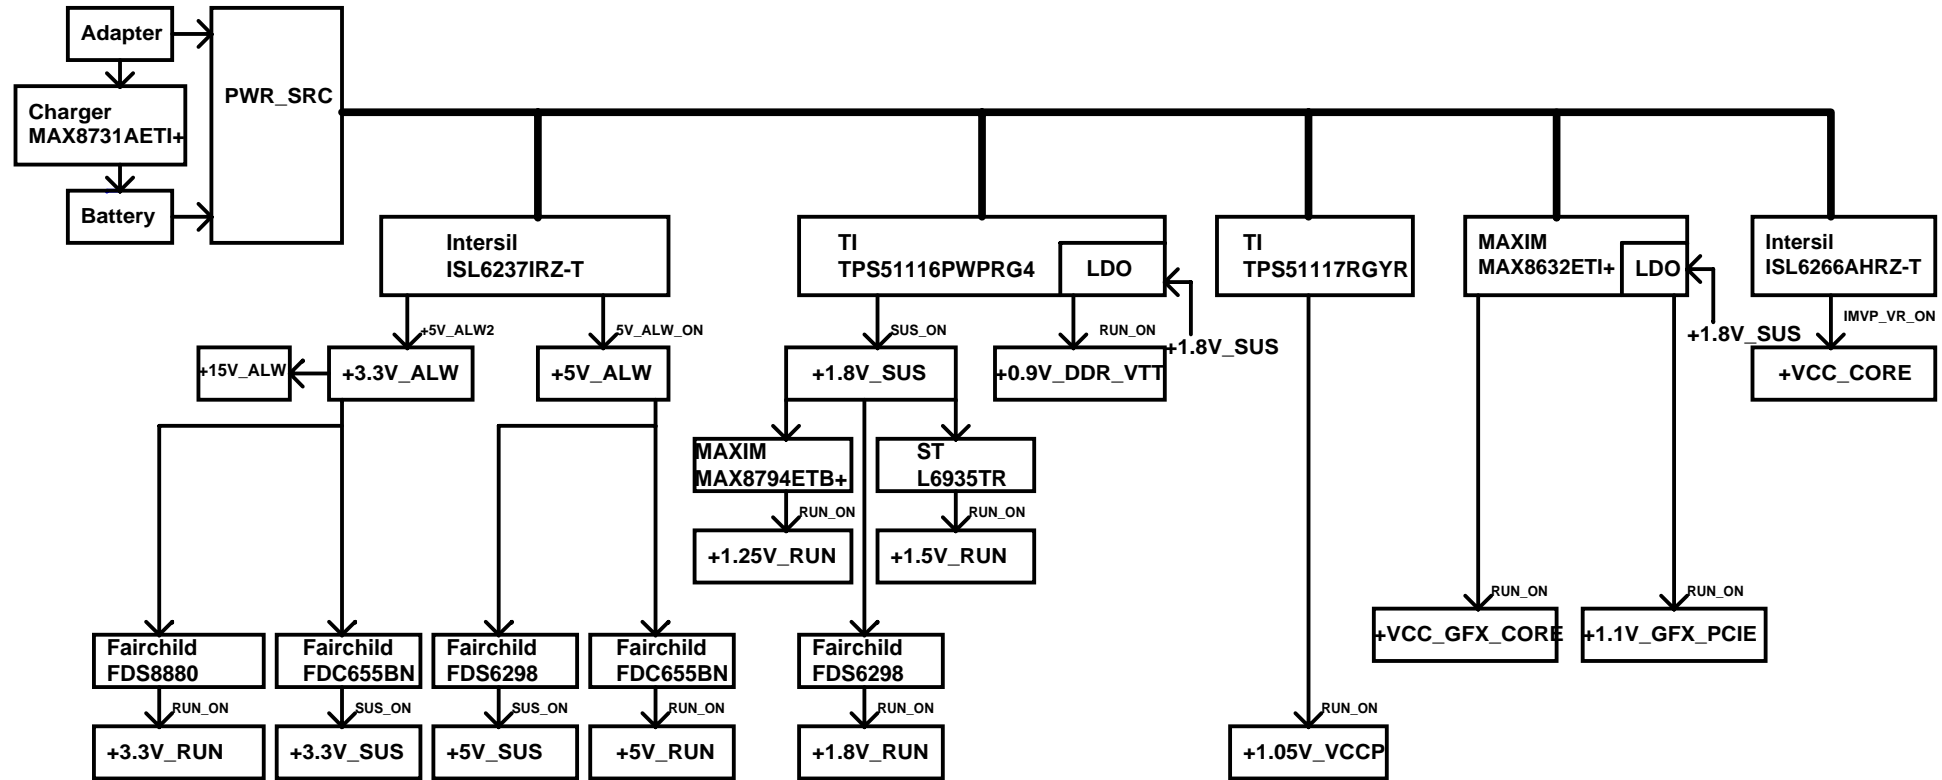 Adapter
PWR_SRC
Charger
MAX8731AETI+
Battery
Intersil
ISL6237IRZ-T
TI
TPS51116PWPRG4
LDO
TI
TPS51117RGYR
MAXIM
MAX8632ETI+
LDO
Intersil
ISL6266AHRZ-T
+5V_ALW2
5V_ALW_ON
SUS_ON
RUN_ON
+1.8V_SUS
+1.8V_SUS
IMVP_VR_ON
+15V_ALW
+3.3V_ALW
+5V_ALW
+1.8V_SUS
+0.9V_DDR_VTT
+VCC_CORE
MAXIM
MAX8794ETB+
ST
L6935TR
RUN_ON
RUN_ON
+1.25V_RUN
+1.5V_RUN
RUN_ON
RUN_ON
+VCC_GFX_CORE
+1.1V_GFX_PCIE
Fairchild
FDS8880
Fairchild
FDC655BN
Fairchild
FDS6298
Fairchild
FDC655BN
Fairchild
FDS6298
RUN_ON
SUS_ON
SUS_ON
RUN_ON
RUN_ON
RUN_ON
+3.3V_RUN
+3.3V_SUS
+5V_SUS
+5V_RUN
+1.8V_RUN
+1.05V_VCCP